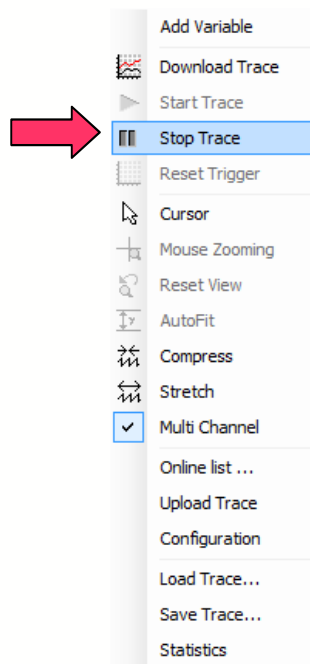 Add Variable
Download Trace
Start Trace
Stop Trace
Reset Trigger
Cursor
Mouse Zooming
Reset View
AutoFit
Compress
Stretch
Multi Channel
Online list ...
Upload Trace
Configuration
Load Trace...
Save Trace...
Statistics